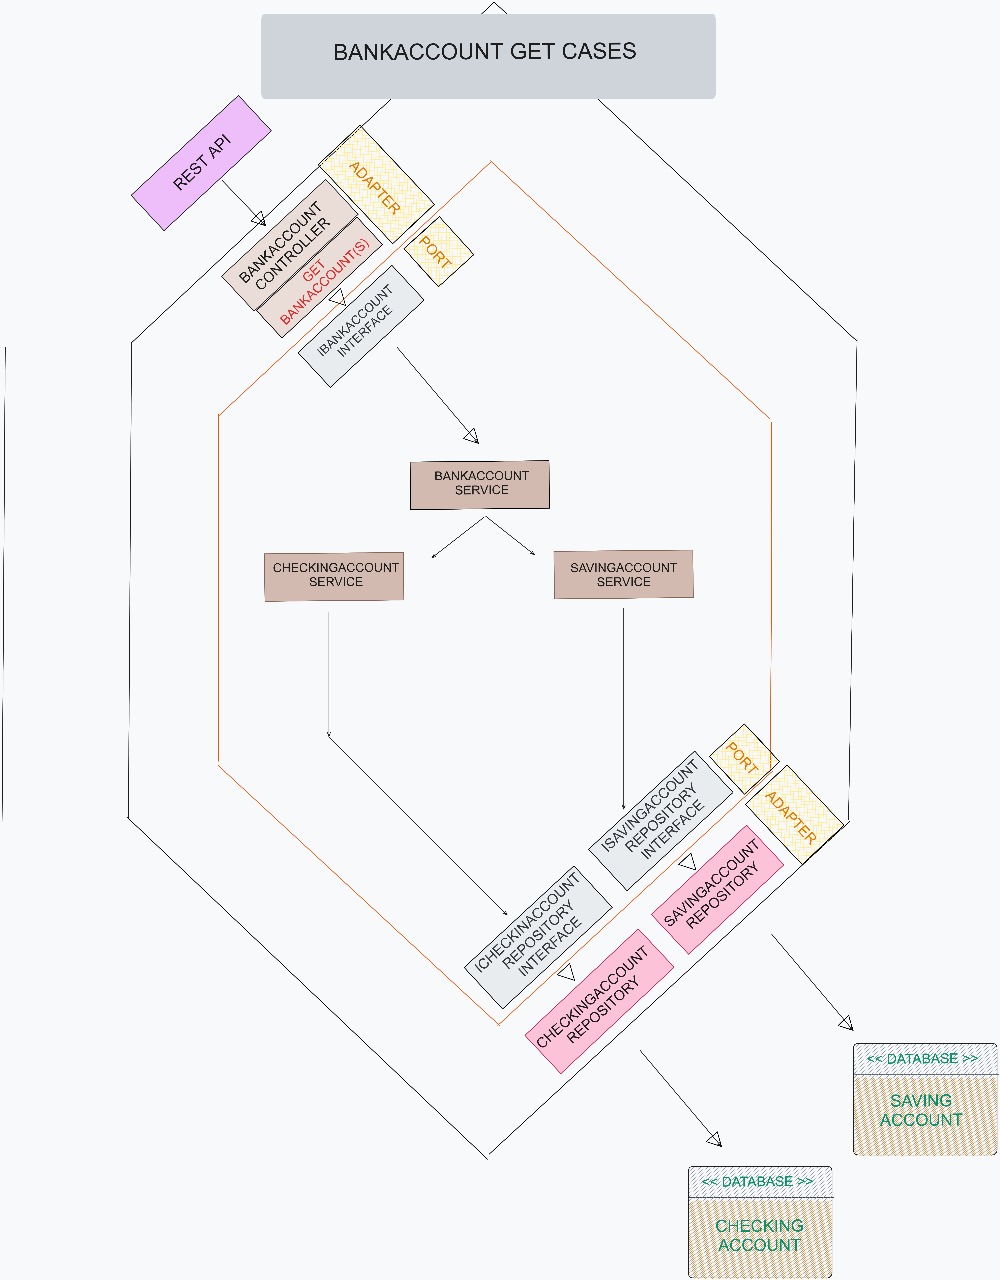 BANKACCOUNT GET CASES
REST API
ADAPTER
BANKACCOUNT
CONTROLLER
GET
BANKACCOUNT(S)
PORT
IBANKACCOUNT
INTERFACE
BANKACCOUNT
SERVICE
CHECKINGACCOUNT
SERVICE
SAVINGACCOUNT
SERVICE
PORT
ADAPTER
ISAVINGACCOUNT
REPOSITORY
INTERFACE
SAVINGACCOUNT
REPOSITORY
ICHECKINACCOUNT
REPOSITORY
INTERFACE
CHECKINGACCOUNT
REPOSITORY
<< DATABASE >>
SAVING
ACCOUNT
<< DATABASE >>
CHECKING
ACCOUNT